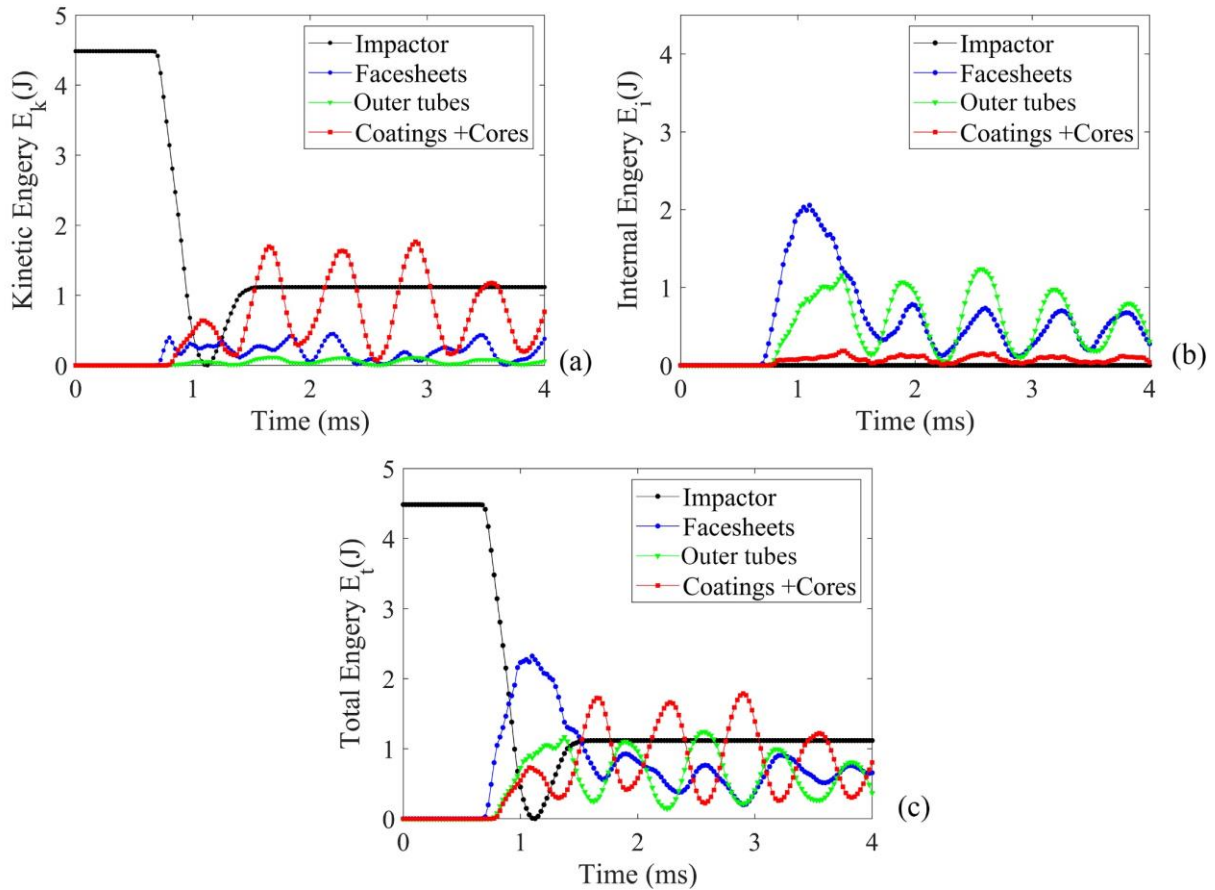 5
4
3
2
1
0
Kinetic Engery E_k(J)
Impactor
Facesheets
Outer tubes
Coatings +Cores
0 1 2 3 4
Time (ms)
(a)
4
3
2
1
0
Internal Engery E_i(J)
Impactor
Facesheets
Outer tubes
Coatings +Cores
0 1 2 3 4
Time (ms)
(b)
5
4
3
2
1
0
Total Engery E_t(J)
Impactor
Facesheets
Outer tubes
Coatings +Cores
0 1 2 3 4
Time (ms)
(c)